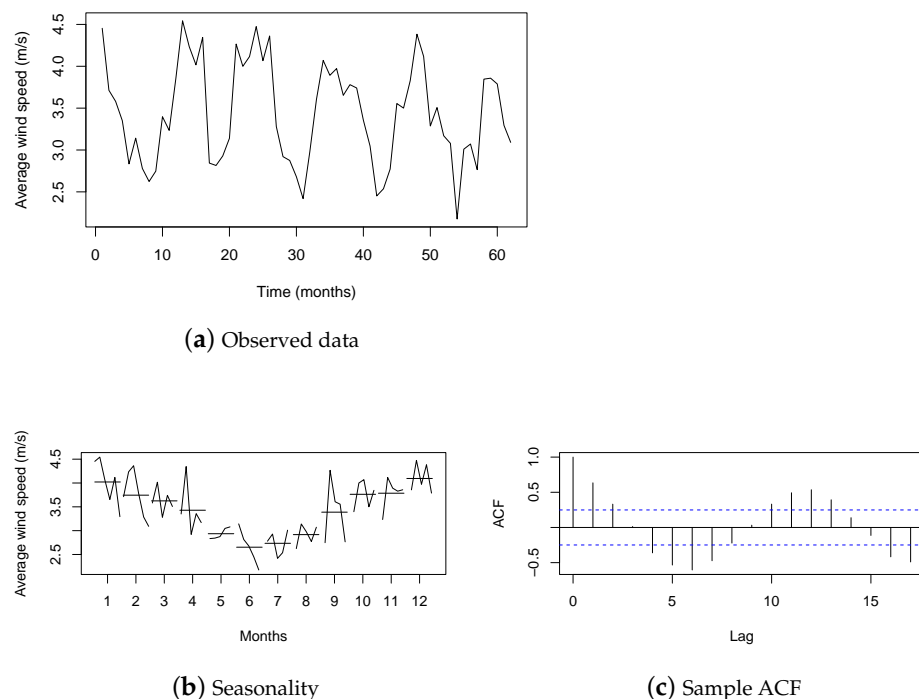 Average wind speed (m/s)
4.5
4.0
3.5
3.0
2.5
0 10 20 30 40 50 60
Time (months)
(a) Observed data
Average wind speed (m/s)
4.5
3.5
2.5
1 2 3 4 5 6 7 8 9 10 11 12
Months
(b) Seasonality
ACF
1.0
0.5
−0.5
0 5 10 15
Lag
(c) Sample ACF